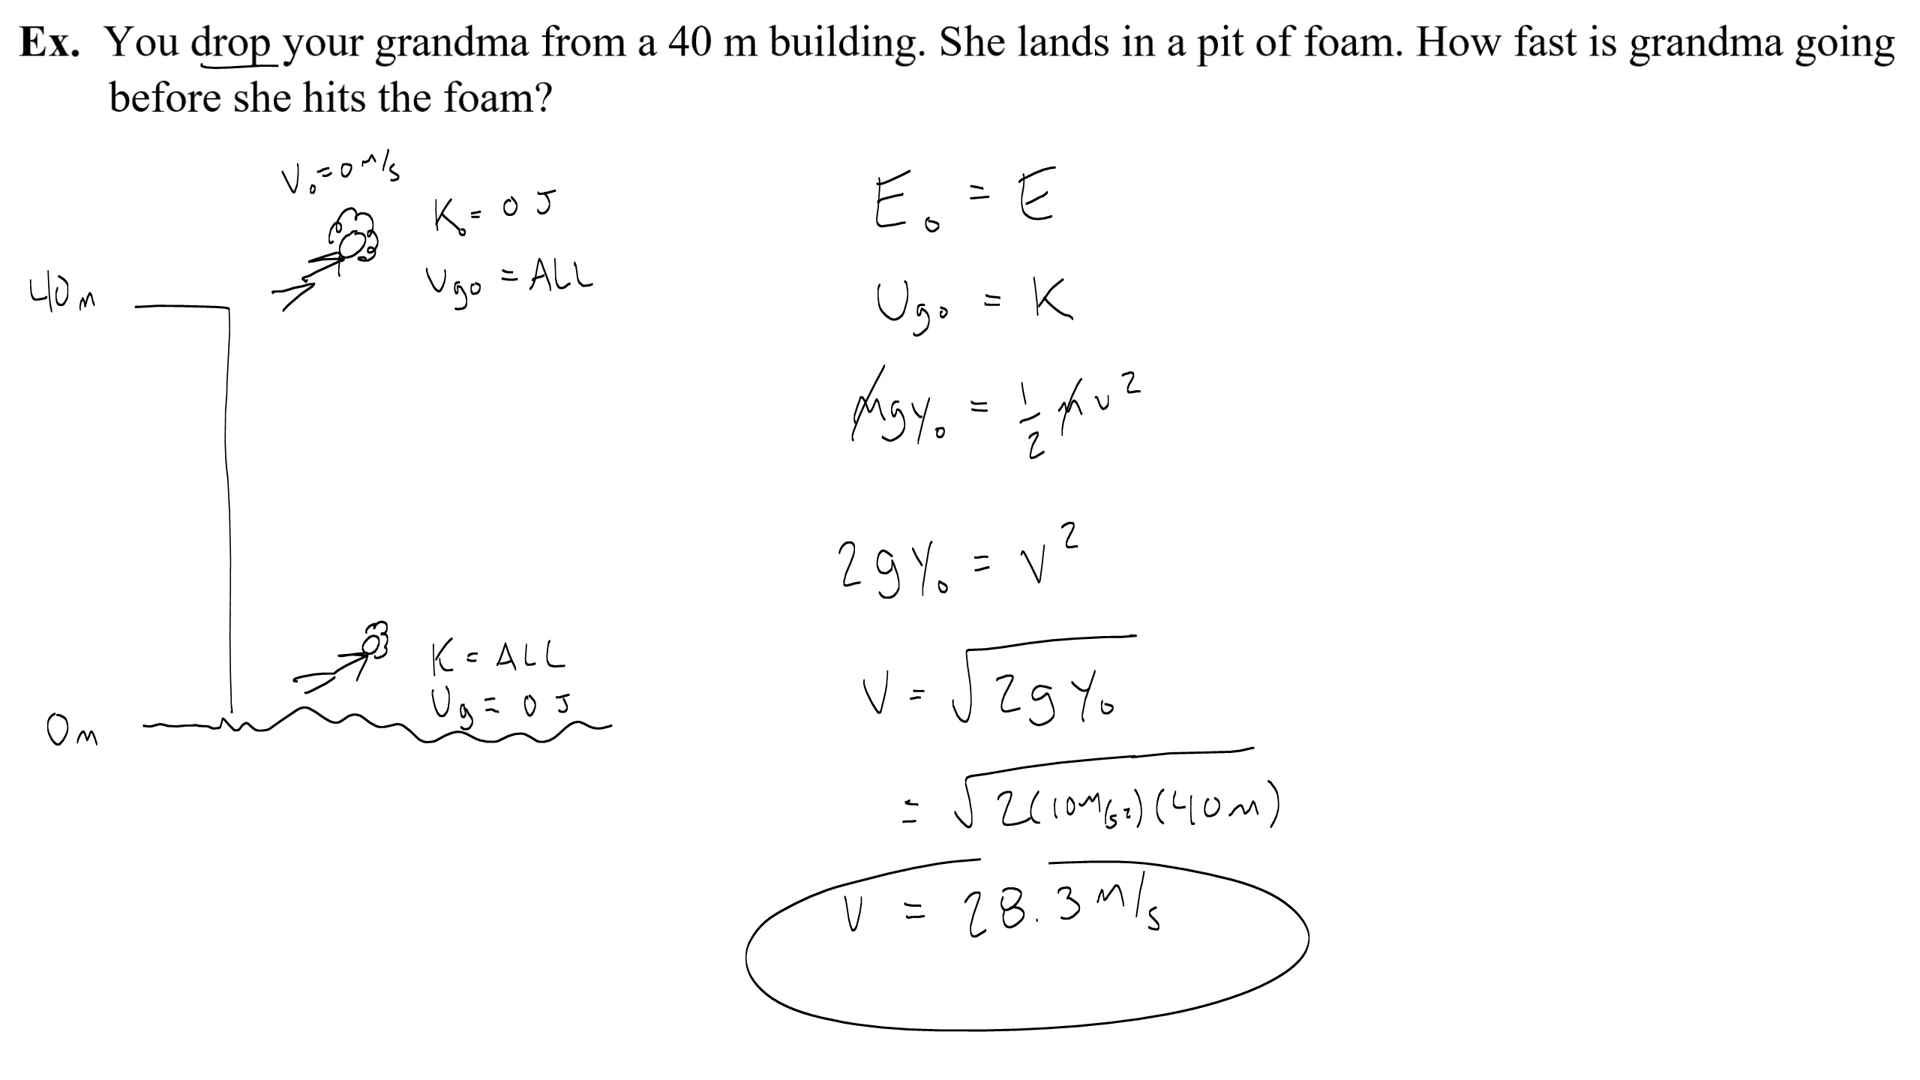 Ex. You drop your grandma from a 40 m building. She lands in a pit of foam. How fast is grandma going
before she hits the foam?
V₀=0 m/s
K₀= 0 J
Ug₀ = ALL
40 m
K = ALL
Ug = 0 J
0 m
E₀ = E
Ug₀ = K
mgy₀ = 1/2 mv²
2gy₀ = v²
V = √2gy₀
= √2(10m/s²)(40m)
V = 28.3 m/s